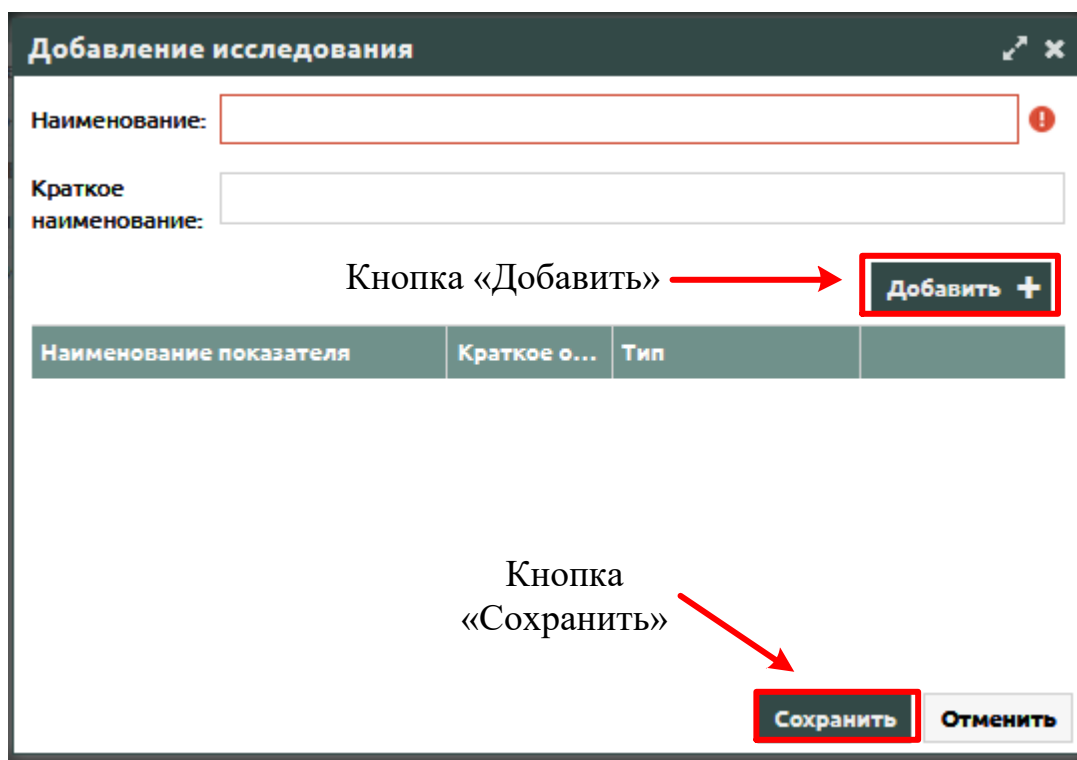 Добавление исследования
Наименование:
Краткое
наименование:
Кнопка «Добавить»
Добавить
Наименование показателя Краткое о... Тип
Кнопка
«Сохранить»
Сохранить Отменить